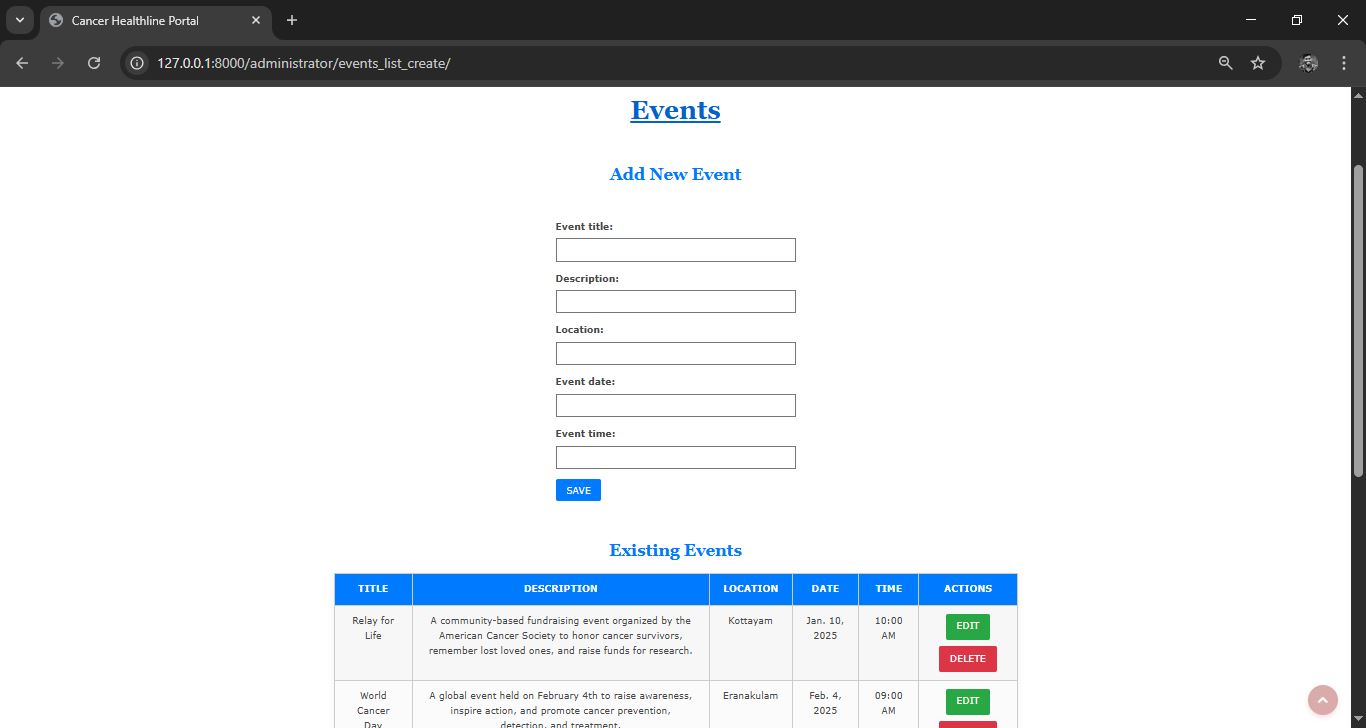 Cancer Healthline Portal
127.0.0.1:8000/administrator/events_list_create/
Events
Add New Event
Event title:
Description:
Location:
Event date:
Event time:
SAVE
Existing Events
TITLE DESCRIPTION LOCATION DATE TIME ACTIONS
Relay for A community-based fundraising event organized by the Kottayam Jan. 10, 10:00 EDIT
Life American Cancer Society to honor cancer survivors, 2025 AM
remember lost loved ones, and raise funds for research.
DELETE
World A global event held on February 4th to raise awareness, Eranakulam Feb. 4, 09:00 EDIT
Cancer inspire action, and promote cancer prevention, 2025 AM
Day detection, and treatment.